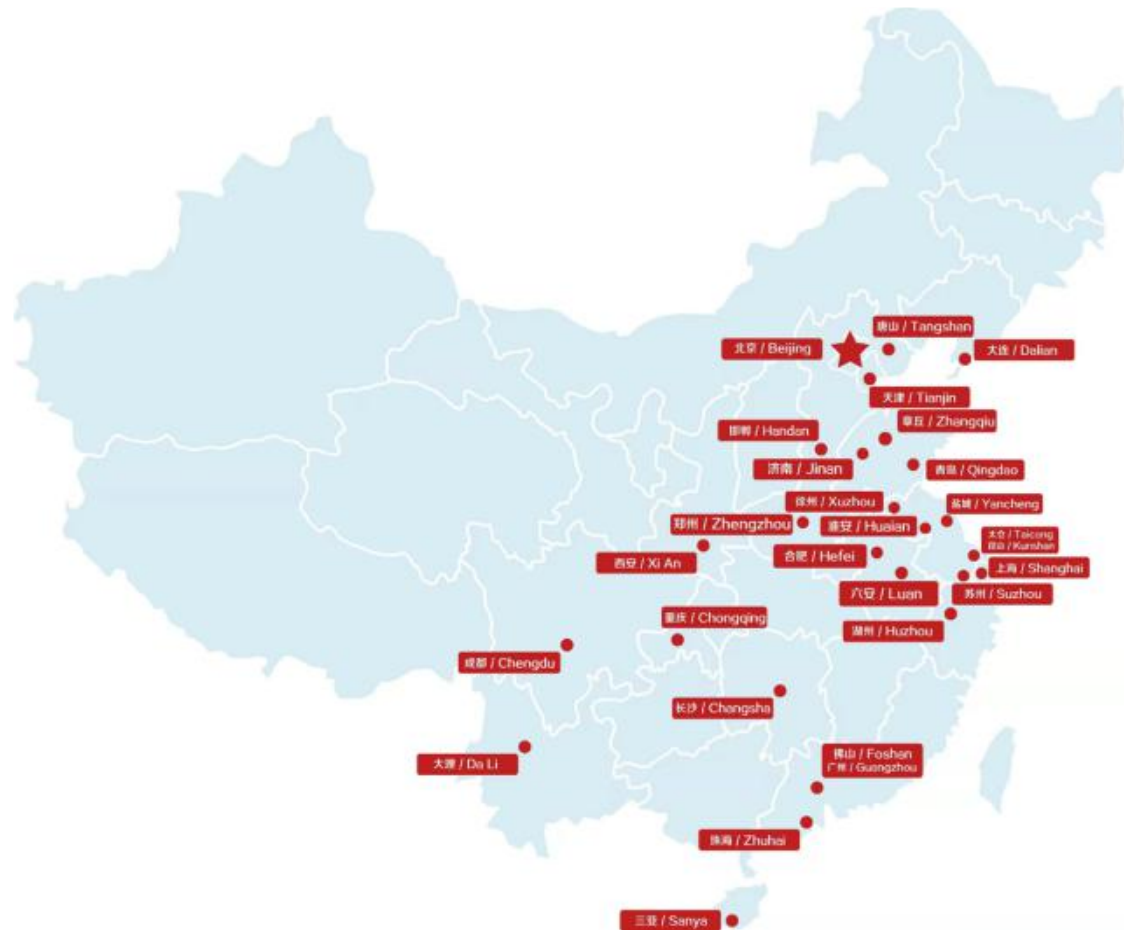 唐山 / Tangshan
北京 / Beijing
大连 / Dalian
天津 / Tianjin
章丘 / Zhangqiu
邯郸 / Handan
济南 / Jinan
青岛 / Qingdao
徐州 / Xuzhou
盐城 / Yancheng
郑州 / Zhengzhou
淮安 / Huaian
太仓 / Taicang
昆山 / Kunshan
西安 / Xi An
合肥 / Hefei
上海 / Shanghai
六安 / Luan
苏州 / Suzhou
重庆 / Chongqing
湖州 / Huzhou
成都 / Chengdu
长沙 / Changsha
大理 / Da Li
佛山 / Foshan
广州 / Guangzhou
珠海 / Zhuhai
三亚 / Sanya